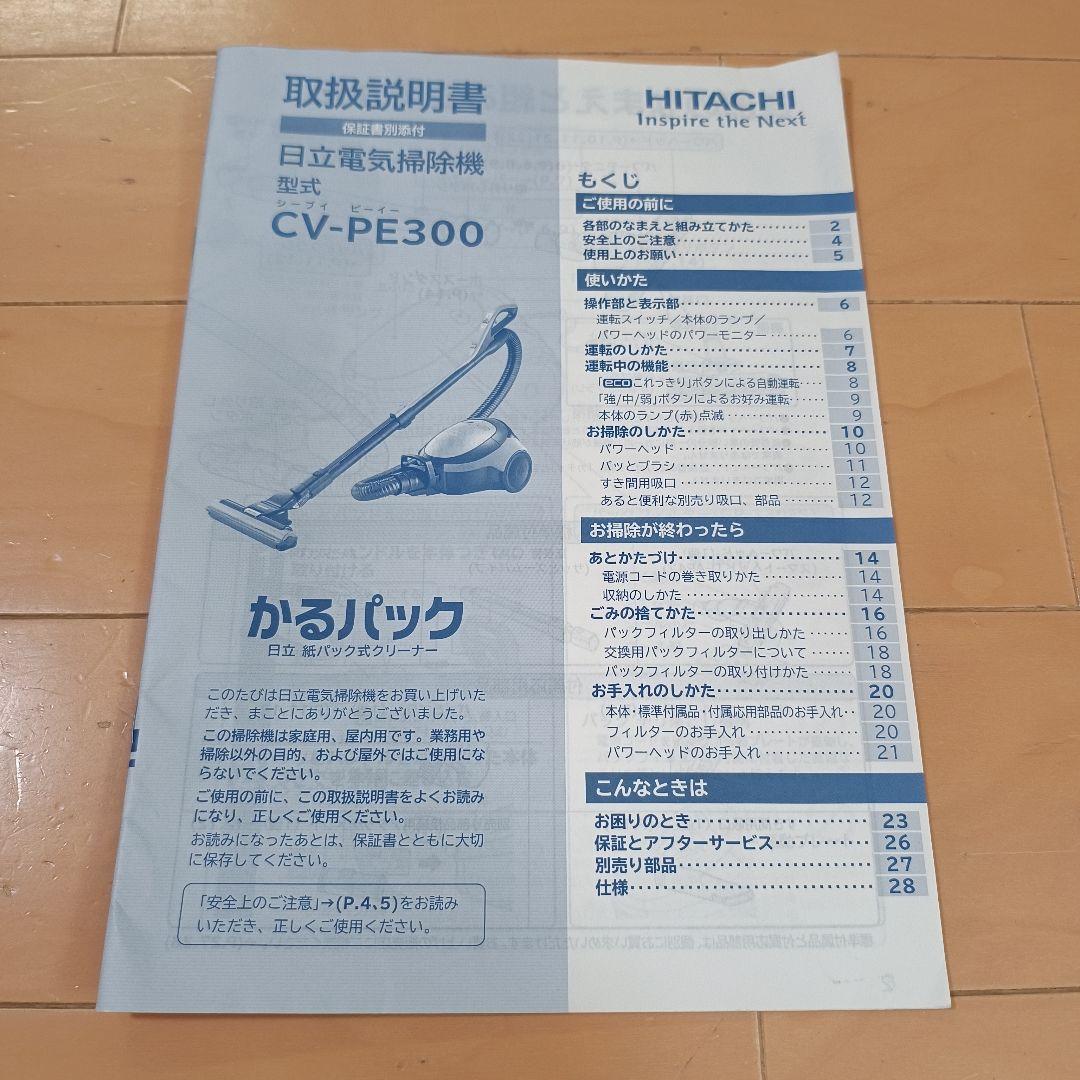 取扱説明書
保証書別添付
日立電気掃除機
型式
シーブイ ピーイー
CV-PE300
かるパック
日立 紙パック式クリーナー
このたびは日立電気掃除機をお買い上げいた
だき、まことにありがとうございました。
この掃除機は家庭用、屋内用です。業務用や
掃除以外の目的、および屋外ではご使用にな
らないでください。
ご使用の前に、この取扱説明書をよくお読み
になり、正しくご使用ください。
お読みになったあとは、保証書とともに大切
に保存してください。
「安全上のご注意」→(P.4、5)をお読み
いただき、正しくご使用ください。
HITACHI
Inspire the Next
もくじ
ご使用の前に
各部のなまえと組み立てかた········ 2
安全上のご注意···················· 4
使用上のお願い···················· 5
使いかた
操作部と表示部···················· 6
運転スイッチ/本体のランプ/
パワーヘッドのパワーモニター········ 6
運転のしかた······················ 7
運転中の機能······················ 8
「ecoこれっきり」ボタンによる自動運転···· 8
「強/中/弱」ボタンによるお好み運転······ 9
本体のランプ(赤)点滅·············· 9
お掃除のしかた···················· 10
パワーヘッド······················ 10
パッとブラシ······················ 11
すき間用吸口······················ 12
あると便利な別売り吸口、部品······ 12
お掃除が終わったら
あとかたづけ······················ 14
電源コードの巻き取りかた·········· 14
収納のしかた······················ 14
ごみの捨てかた···················· 16
パックフィルターの取り出しかた······ 16
交換用パックフィルターについて······ 18
パックフィルターの取り付けかた······ 18
お手入れのしかた·················· 20
本体・標準付属品・付属応用部品のお手入れ·· 20
フィルターのお手入れ·············· 20
パワーヘッドのお手入れ············ 21
こんなときは
お困りのとき······················ 23
保証とアフターサービス············ 26
別売り部品························ 27
仕様······························ 28